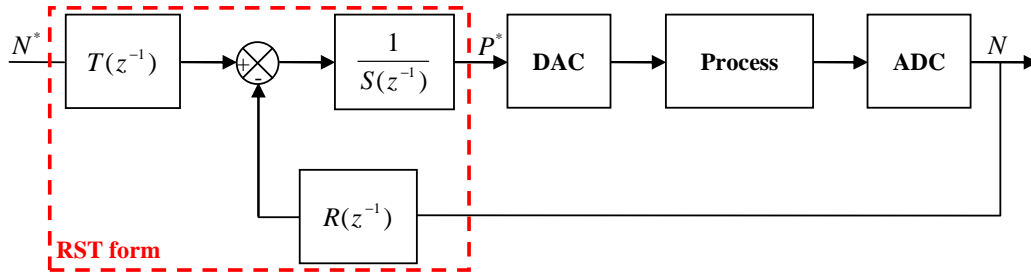 N*
T(z⁻¹)
+
-
1
S(z⁻¹)
P*
DAC
Process
ADC
N
R(z⁻¹)
RST form